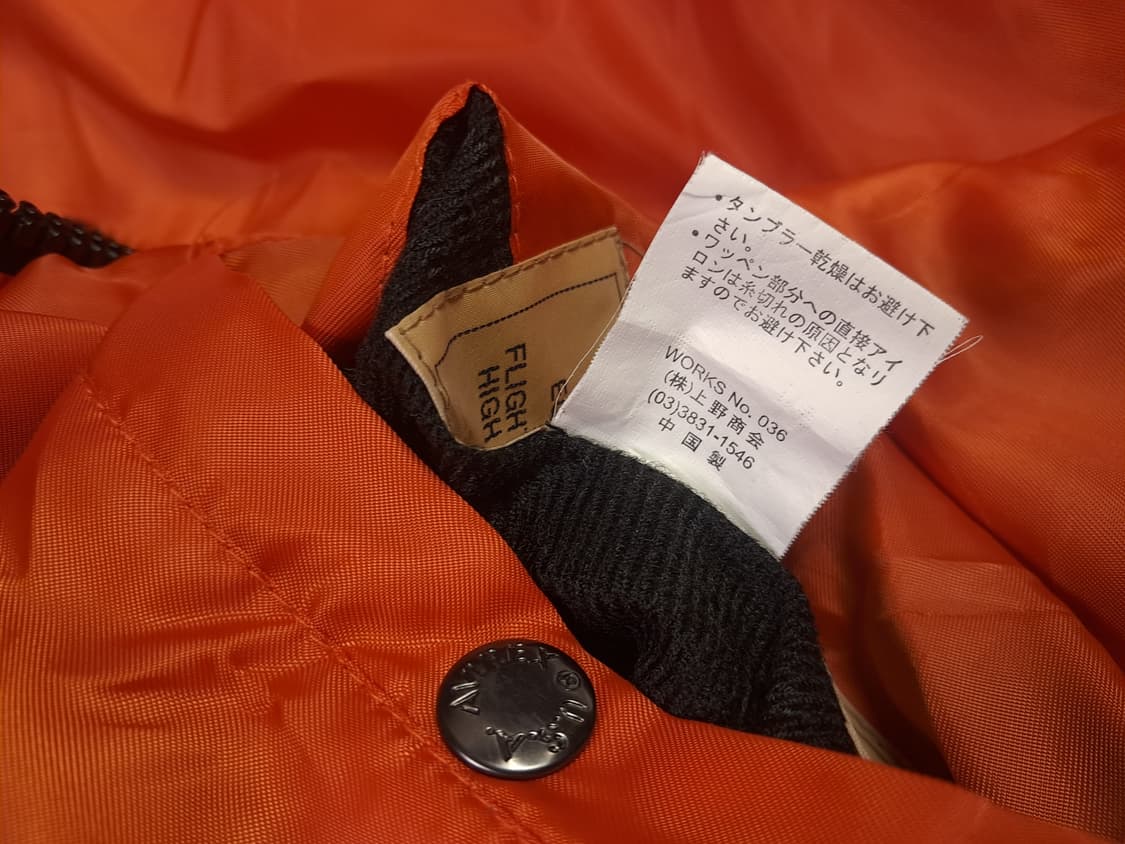 ・タンブラー乾燥はお避け下
さい。
・ワッペン部分への直接アイ
ロンは糸切れの原因となり
ますのでお避け下さい。
WORKS No. 036
(株)上野商会
(03)3831-1546
中国製
FLIGH
HIGH
AVIREX® U.S.A.